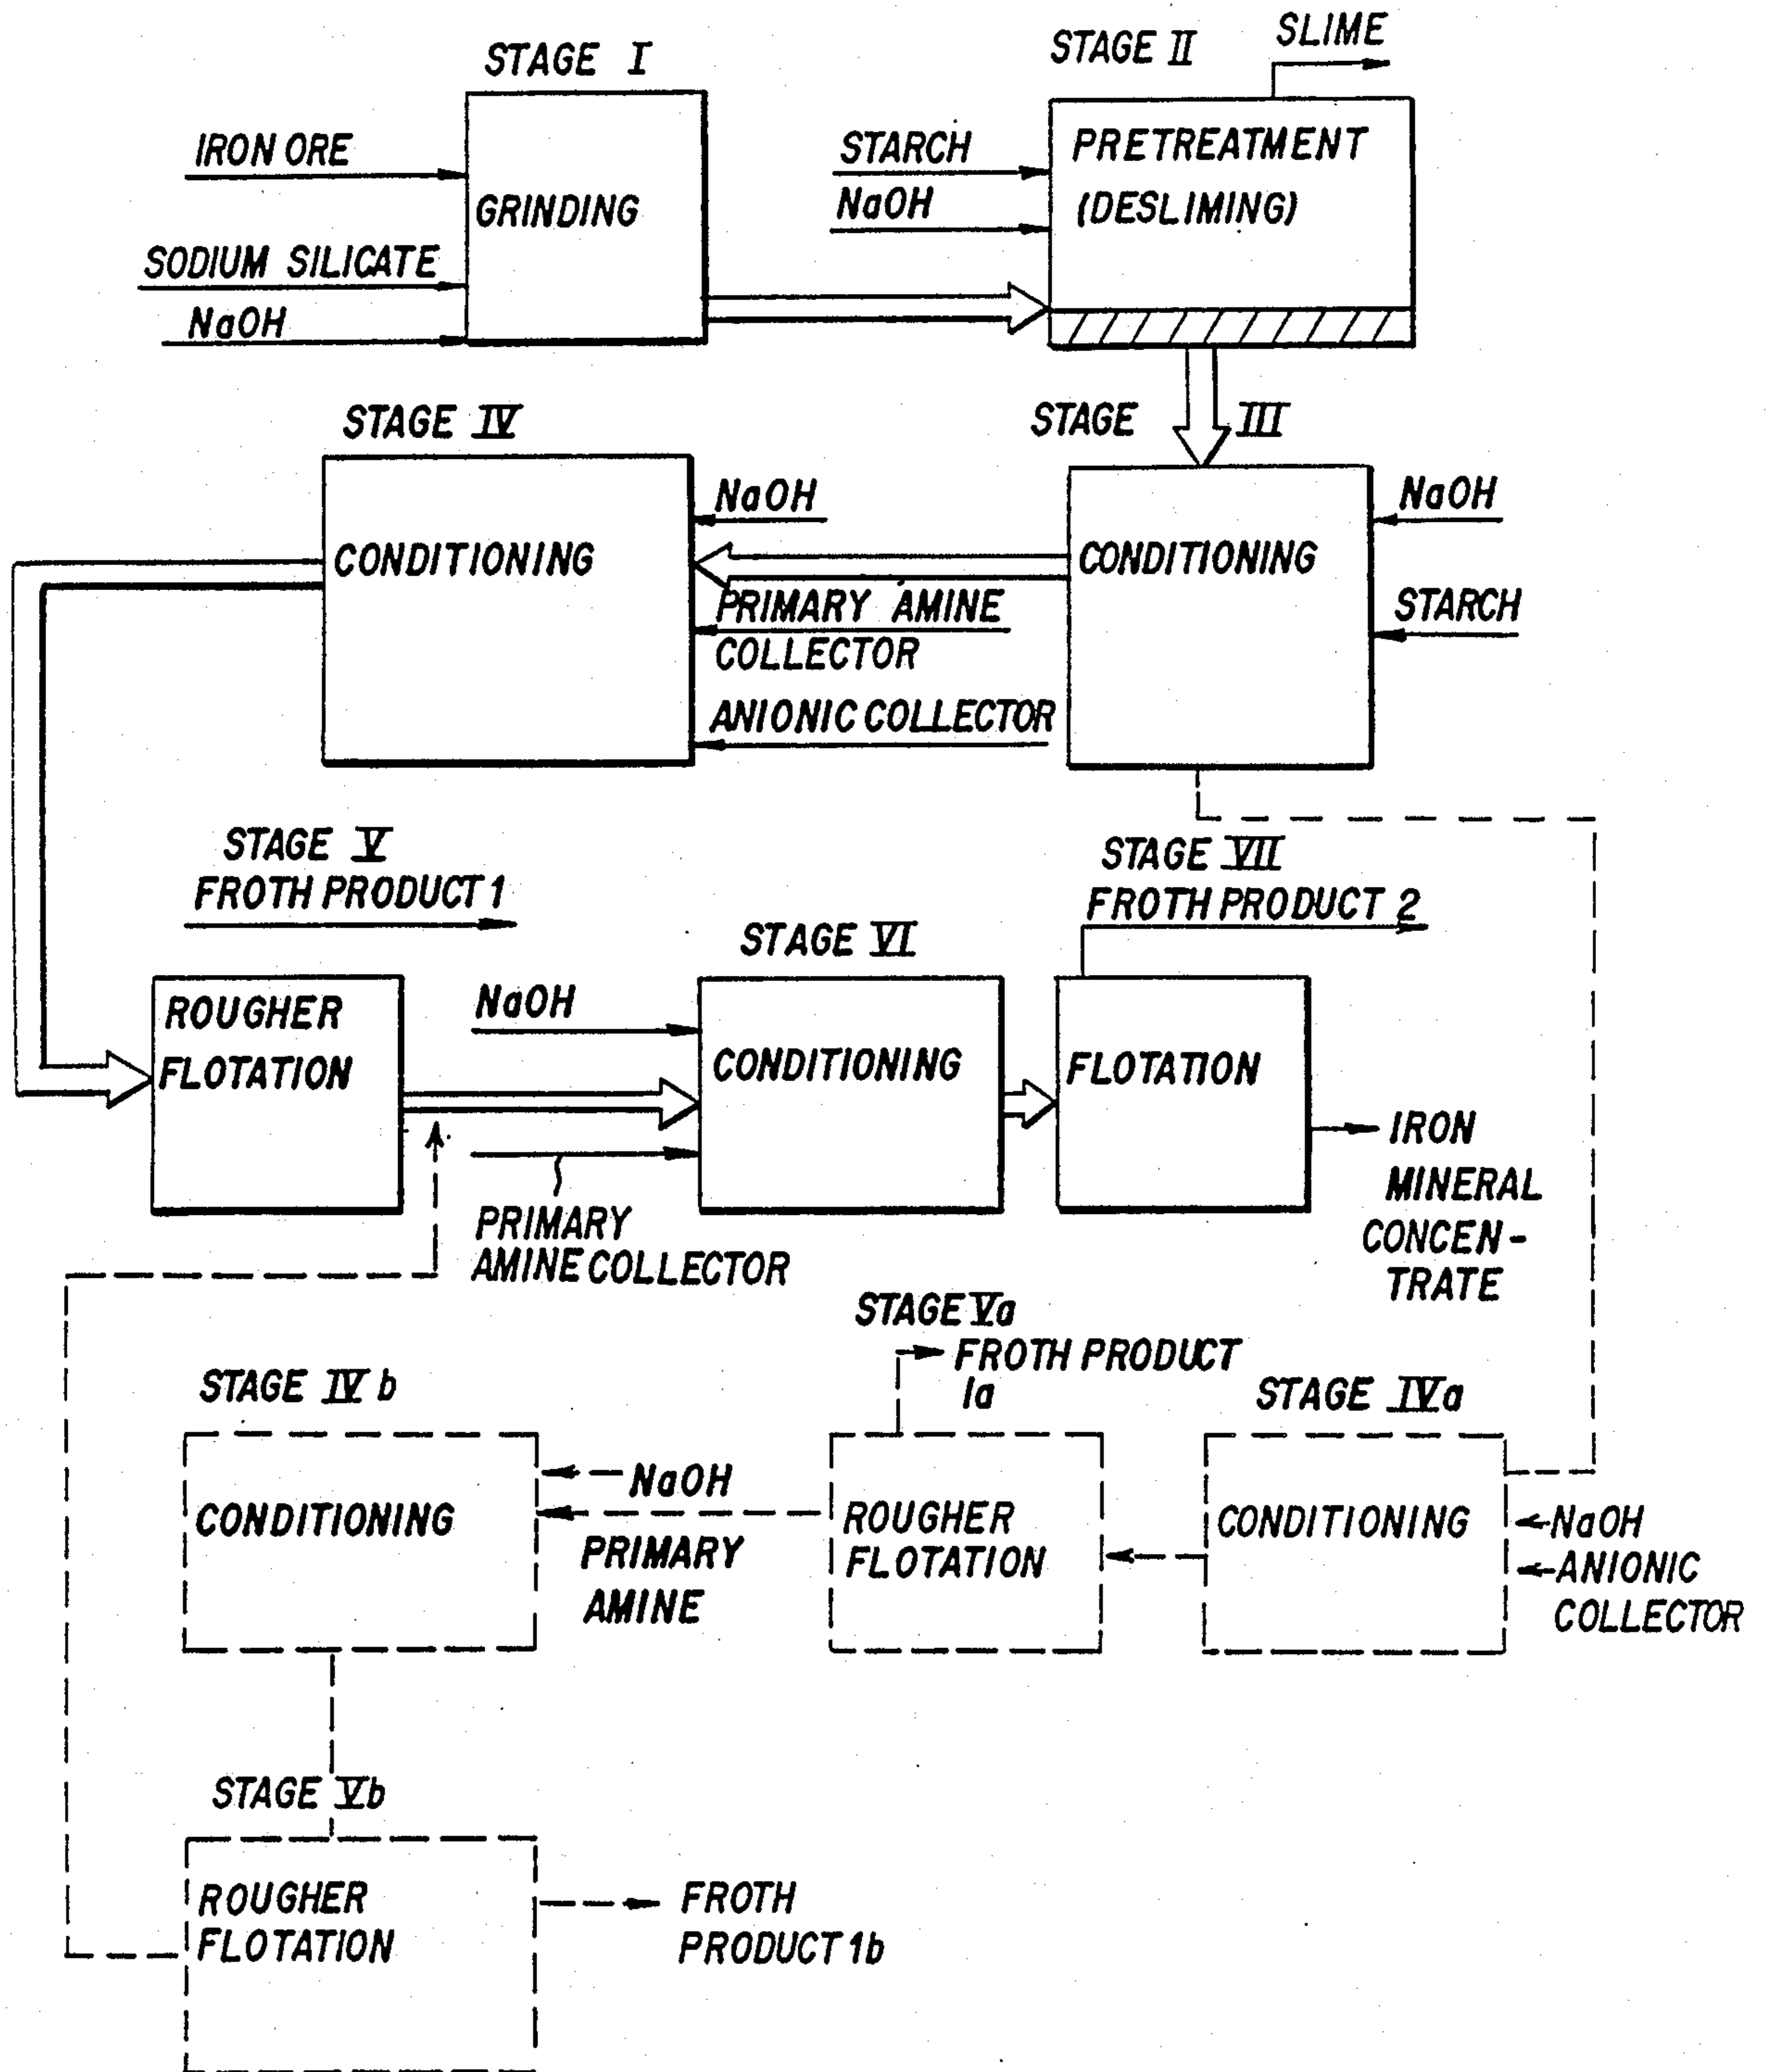 STAGE I
IRON ORE
SODIUM SILICATE
NaOH
GRINDING
STAGE II
SLIME
STARCH
NaOH
PRETREATMENT
(DESLIMING)
STAGE III
NaOH
STARCH
CONDITIONING
STAGE IV
CONDITIONING
NaOH
PRIMARY AMINE
COLLECTOR
ANIONIC COLLECTOR
STAGE V
FROTH PRODUCT 1
ROUGHER
FLOTATION
STAGE VI
NaOH
CONDITIONING
PRIMARY
AMINE COLLECTOR
STAGE VII
FROTH PRODUCT 2
FLOTATION
IRON
MINERAL
CONCEN-
TRATE
STAGE IVa
CONDITIONING
NaOH
ANIONIC
COLLECTOR
STAGE Va
FROTH PRODUCT
1a
ROUGHER
FLOTATION
STAGE IV b
CONDITIONING
NaOH
PRIMARY
AMINE
STAGE Vb
ROUGHER
FLOTATION
FROTH
PRODUCT 1b